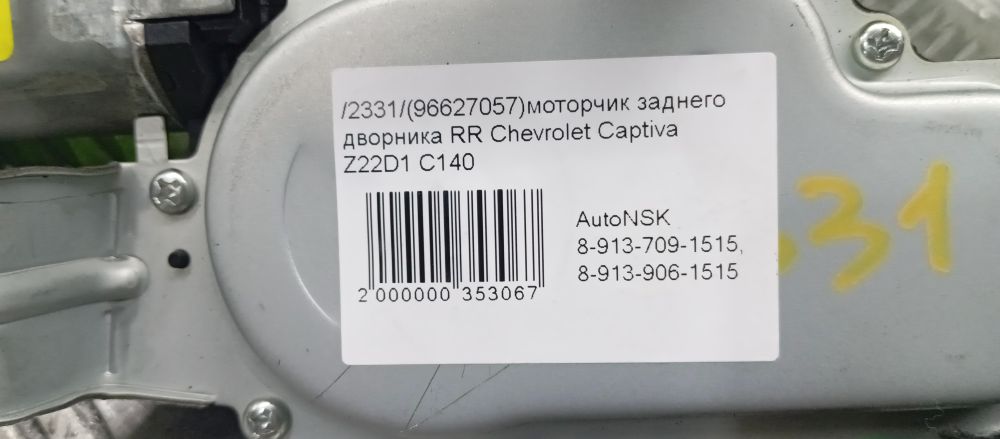 /2331/(96627057)моторчик заднего
дворника RR Chevrolet Captiva
Z22D1 C140
AutoNSK
8-913-709-1515,
8-913-906-1515
2 000000 353067
31